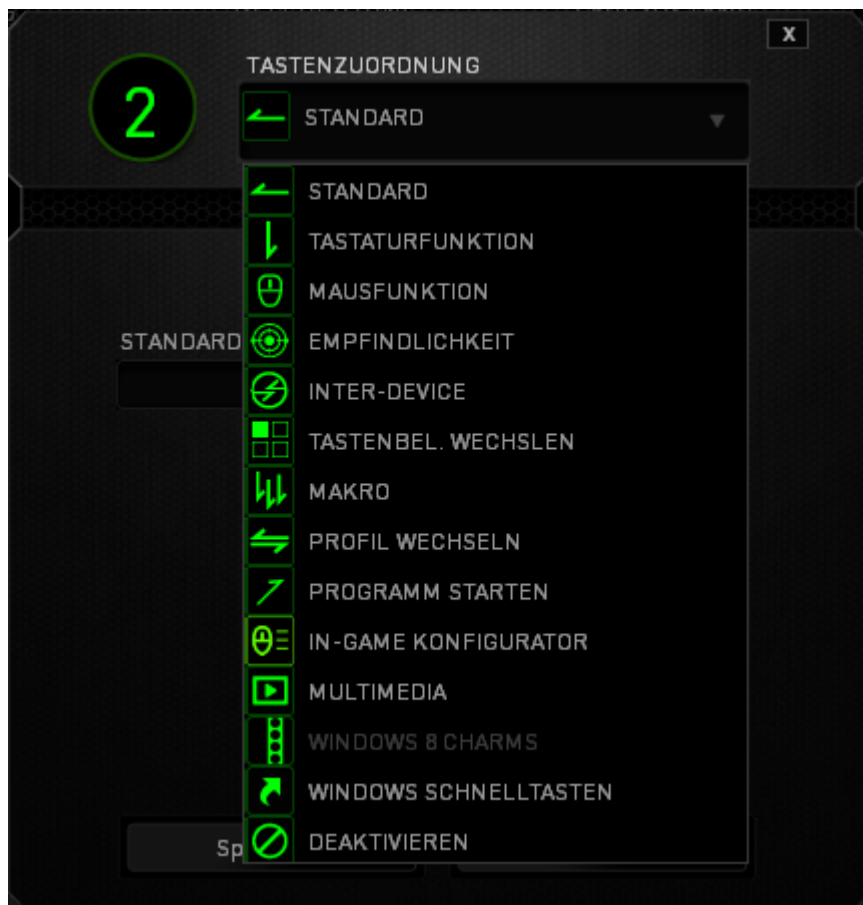 X
TASTENZUORDNUNG
2
STANDARD
STANDARD
TASTATURFUNKTION
MAUSFUNKTION
STANDARD
EMPFINDLICHKEIT
INTER-DEVICE
TASTENBEL. WECHSLEN
MAKRO
PROFIL WECHSELN
PROGRAMM STARTEN
IN-GAME KONFIGURATOR
MULTIMEDIA
WINDOWS 8 CHARMS
WINDOWS SCHNELLTASTEN
DEAKTIVIEREN
Sp